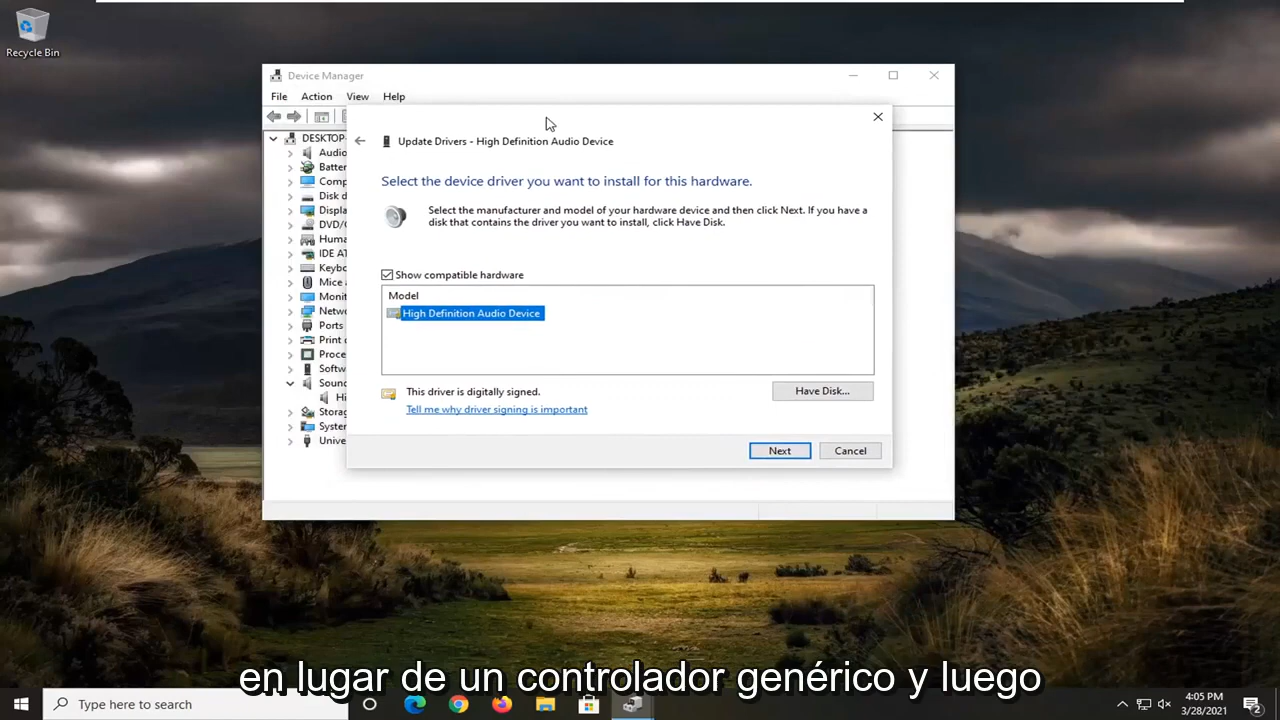 Recycle Bin
Device Manager
File Action View Help
Update Drivers - High Definition Audio Device
Select the device driver you want to install for this hardware.
Select the manufacturer and model of your hardware device and then click Next. If you have a
disk that contains the driver you want to install, click Have Disk.
Show compatible hardware
Model
High Definition Audio Device
This driver is digitally signed.
Tell me why driver signing is important
Have Disk...
Next
Cancel
DESKTOP-
Audio
Batter
Comp
Disk d
Displa
DVD/C
Huma
IDE AT
Keybo
Mice a
Monit
Netwo
Ports
Print
Proce
Softw
Sound
Hi
Storag
System
Unive
en lugar de un controlador genérico y luego
Type here to search
4:05 PM
3/28/2021
2